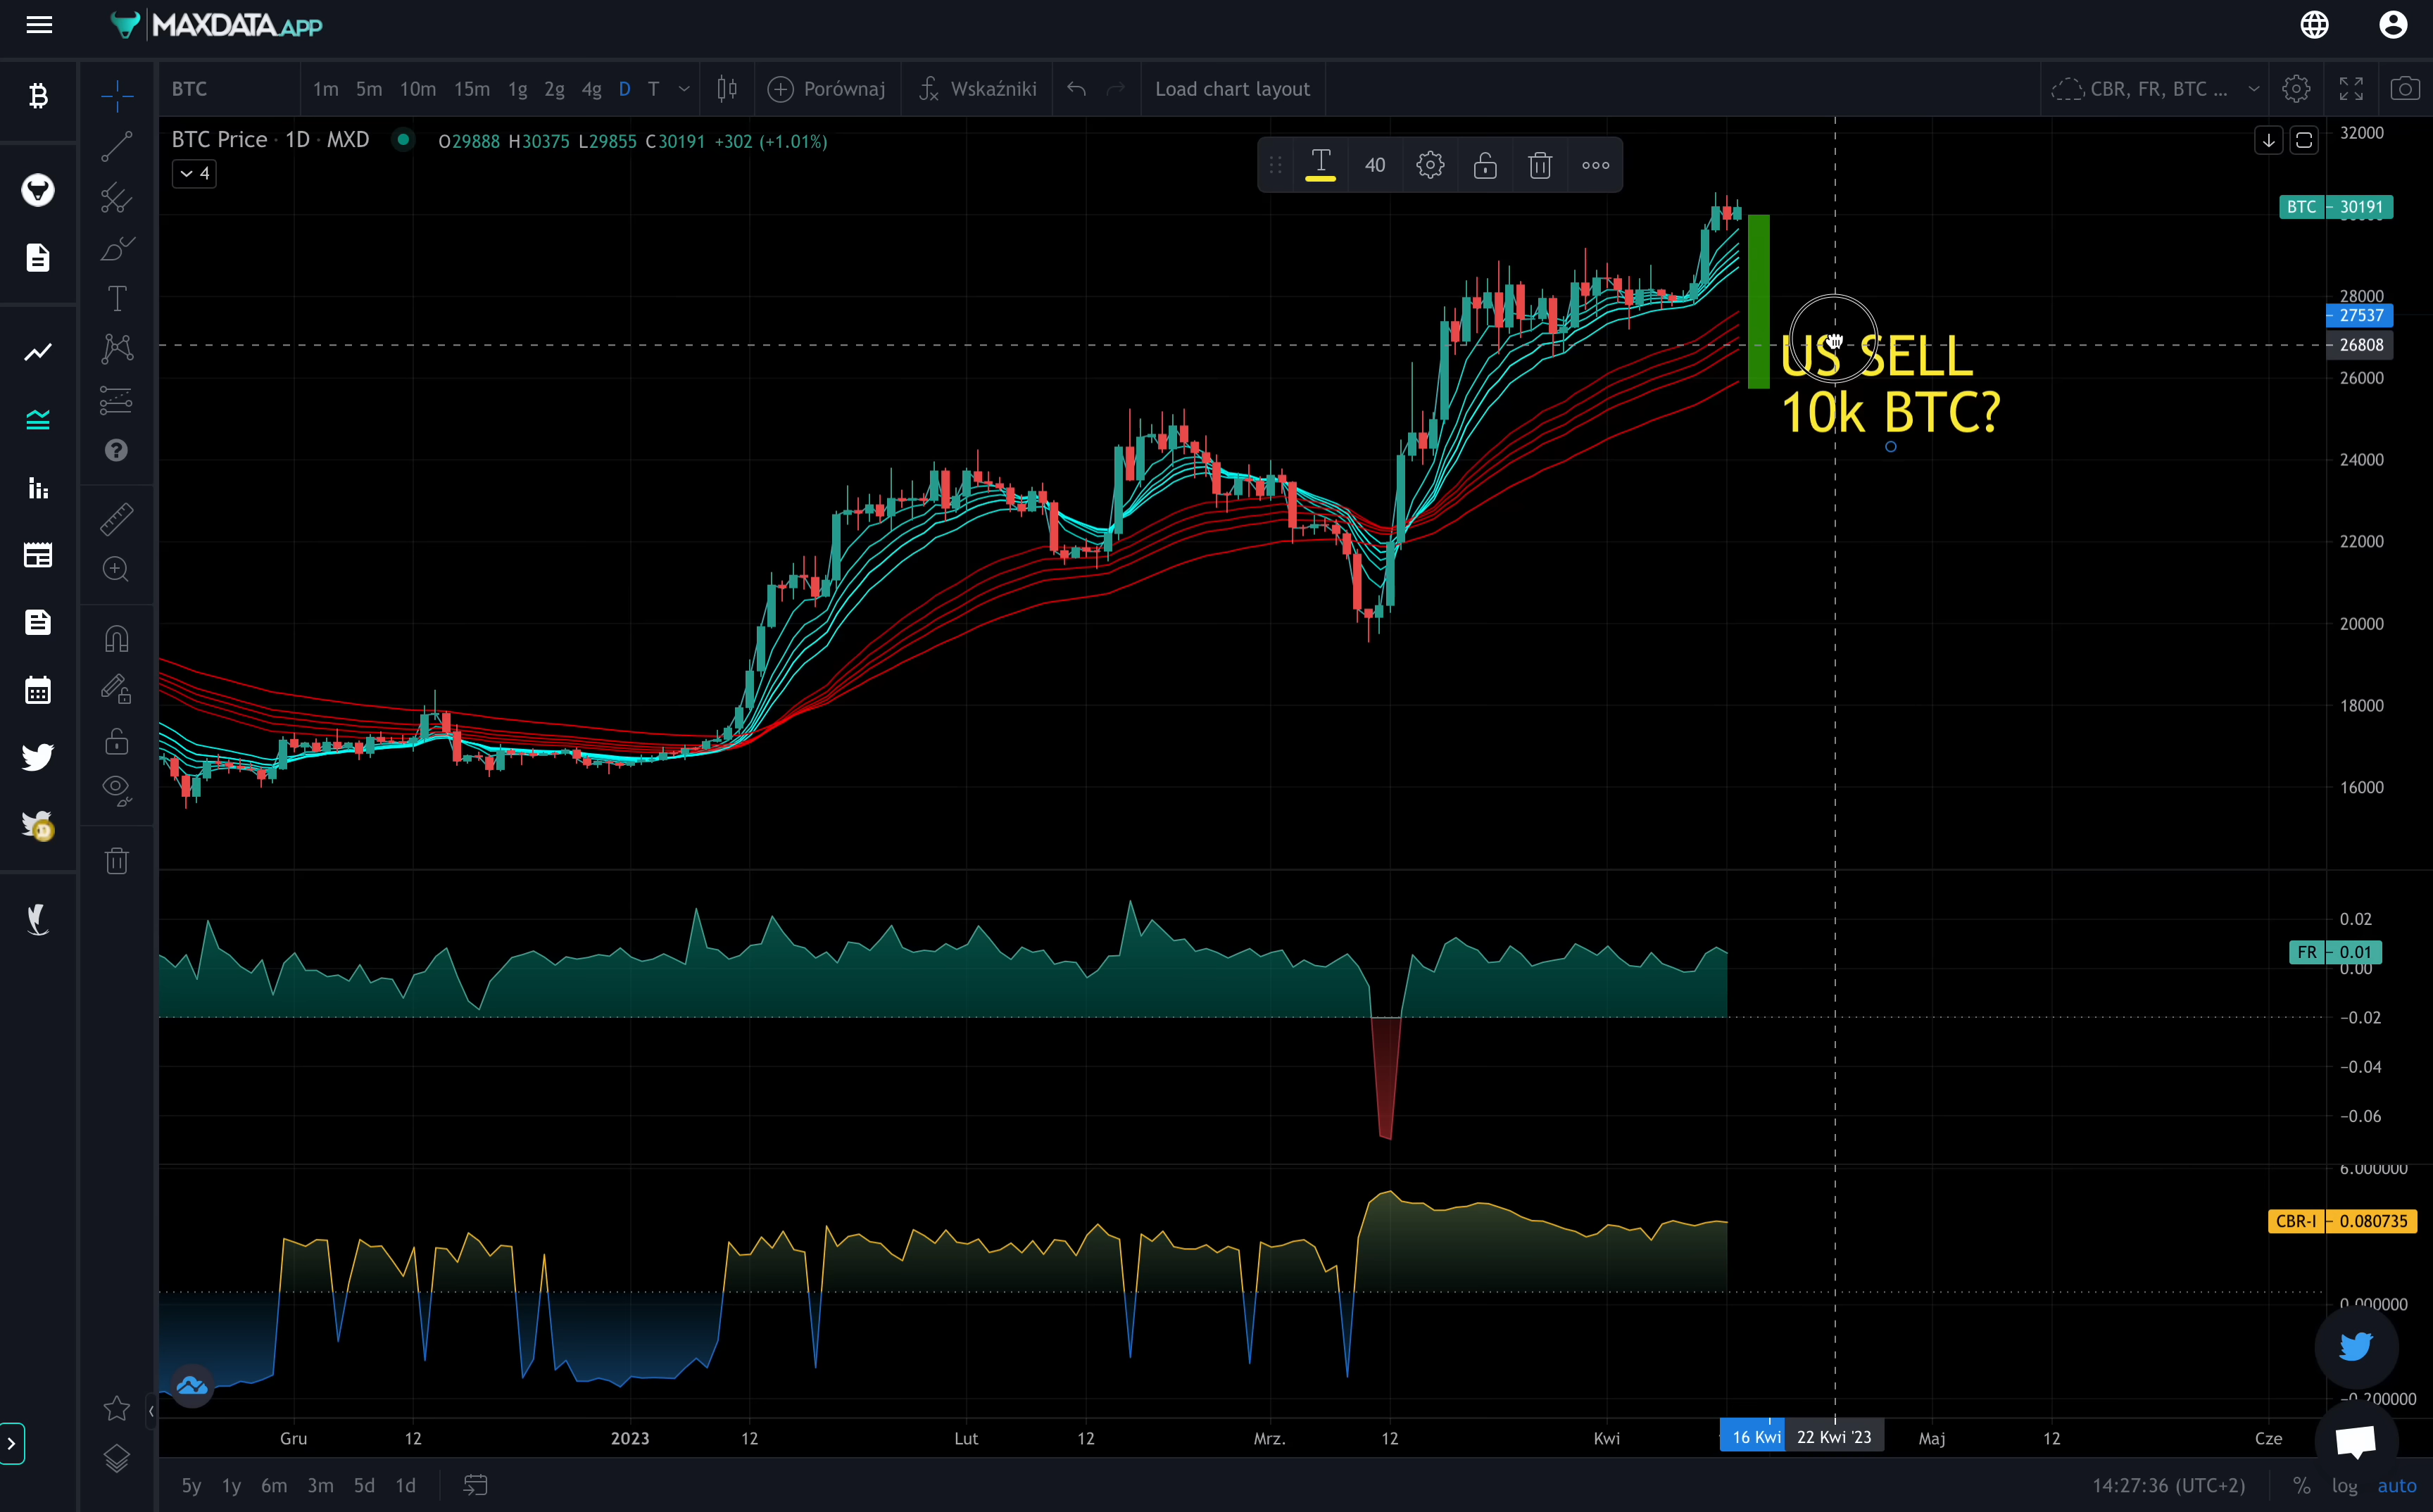 MAXDATA.APP
BTC 1m 5m 10m 15m 1g 2g 4g D T Porównaj Wskaźniki Load chart layout CBR, FR, BTC ...
BTC Price · 1D · MXD O29888 H30375 L29855 C30191 +302 (+1.01%)
4
40
32000
BTC 30191
28000
27537
26808
26000
24000
22000
20000
18000
16000
US SELL
10k BTC?
0.02
FR 0.01
0.00
−0.02
−0.04
−0.06
6.000000
CBR-I 0.080735
0.000000
−0.200000
Gru 12 2023 12 Lut 12 Mrz. 12 Kwi 16 Kwi 22 Kwi '23 Maj 12 Cze
5y 1y 6m 3m 5d 1d 14:27:36 (UTC+2) % log auto